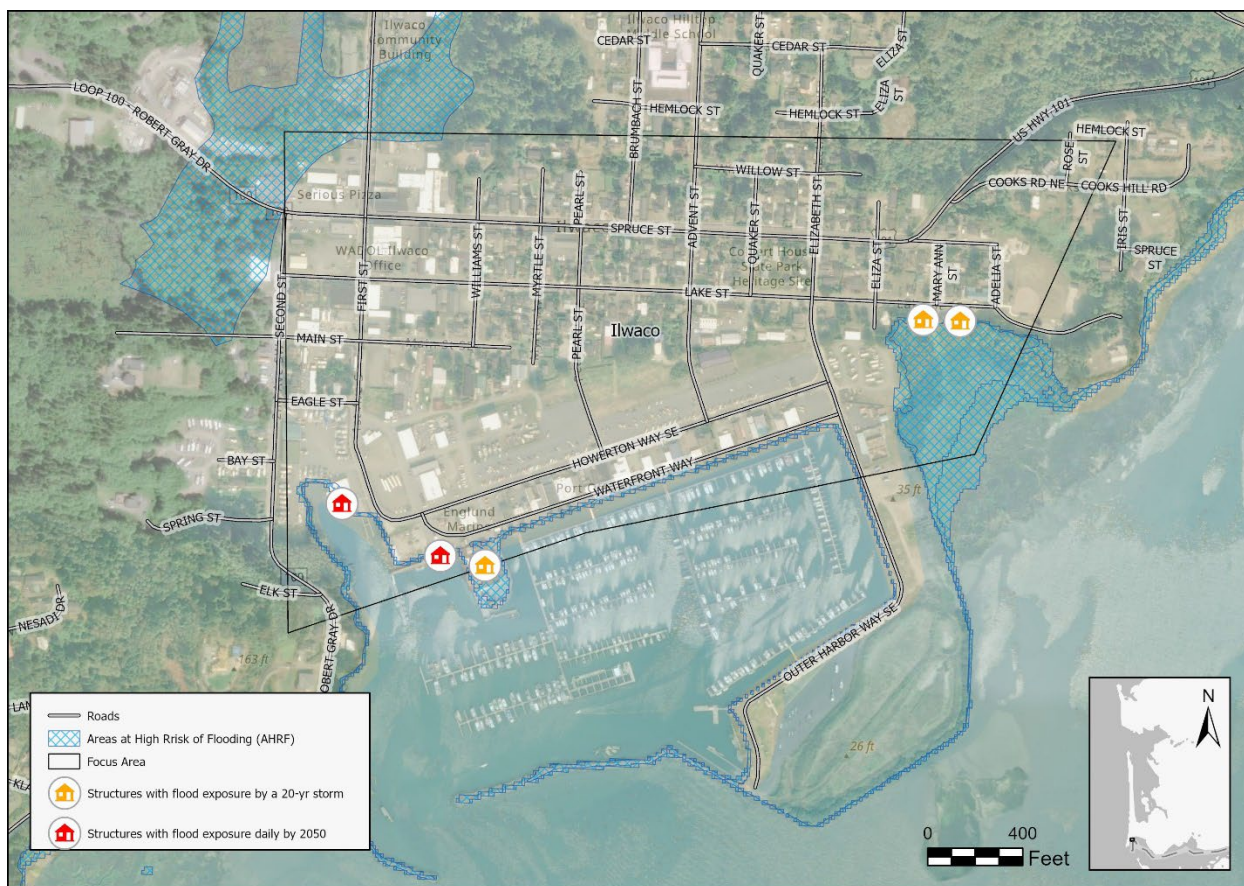 Ilwaco
Community
Building
Ilwaco Hilltop
Middle School
CEDAR ST
QUAKER ST
CEDAR ST
ELIZA ST
LOOP 100 - ROBERT GRAY DR
BRUMBACH ST
HEMLOCK ST
HEMLOCK ST
ELIZA
ST
US HWY 101
101
HEMLOCK ST
ROSE
ST
WILLOW ST
COOKS RD NE
COOKS HILL RD
Serious Pizza
100
PEARL ST
ADVENT ST
QUAKER ST
ELIZABETH ST
SPRUCE ST
IRIS ST
SPRUCE
ST
WADOL Ilwaco
Office
SECOND ST
FIRST ST
WILLIAMS ST
MYRTLE ST
Colbert House
State Park
Heritage Site
ELIZA ST
MARY ANN
ST
ADELIA ST
LAKE ST
MAIN ST
PEARL ST
Ilwaco
EAGLE ST
BAY ST
HOWERTON WAY SE
WATERFRONT WAY
SPRING ST
Englund
Marine
35 ft
ELK ST
NESADI DR
163 ft
ROBERT GRAY DR
OUTER HARBOR WAY SE
26 ft
Roads
Areas at High Rrisk of Flooding (AHRF)
Focus Area
Structures with flood exposure by a 20-yr storm
Structures with flood exposure daily by 2050
0
400
Feet
N